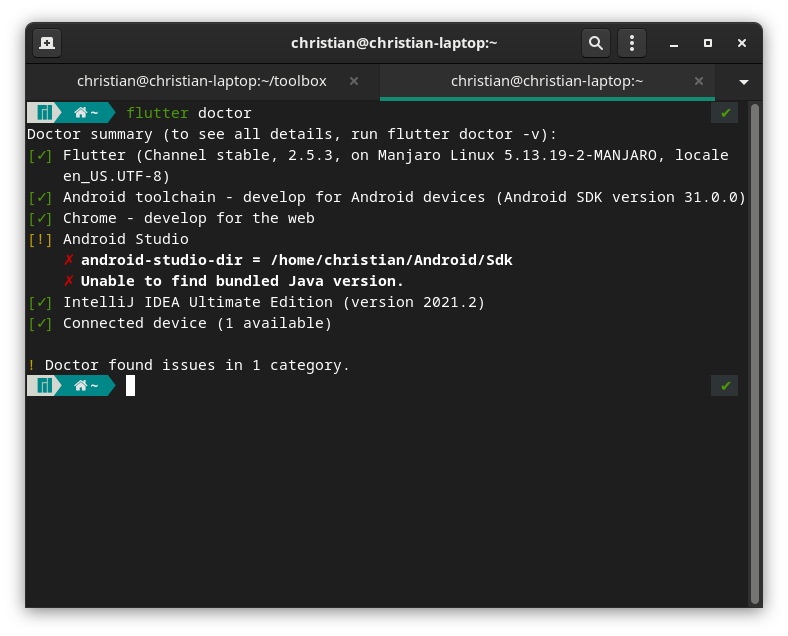 christian@christian-laptop:~
christian@christian-laptop:~/toolbox
christian@christian-laptop:~
~ flutter doctor ✔
Doctor summary (to see all details, run flutter doctor -v):
[✓] Flutter (Channel stable, 2.5.3, on Manjaro Linux 5.13.19-2-MANJARO, locale
en_US.UTF-8)
[✓] Android toolchain - develop for Android devices (Android SDK version 31.0.0)
[✓] Chrome - develop for the web
[!] Android Studio
✗ android-studio-dir = /home/christian/Android/Sdk
✗ Unable to find bundled Java version.
[✓] IntelliJ IDEA Ultimate Edition (version 2021.2)
[✓] Connected device (1 available)
! Doctor found issues in 1 category.
~ ✔